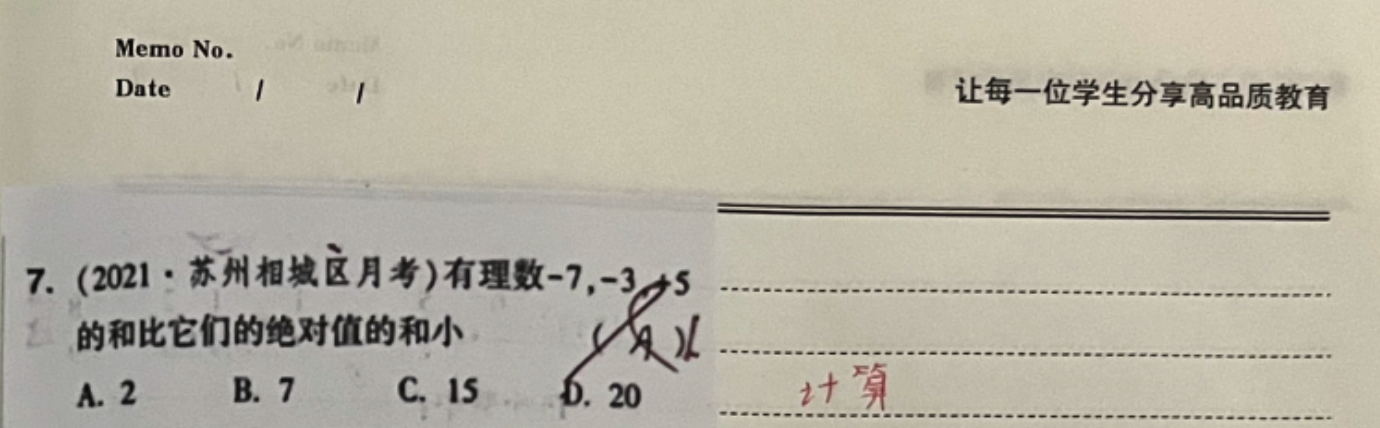 Memo No.
Date / /
让每一位学生分享高品质教育
7. (2021·苏州相城区月考)有理数-7,-3,+5
的和比它们的绝对值的和小 ( A )
A. 2 B. 7 C. 15 D. 20
计算